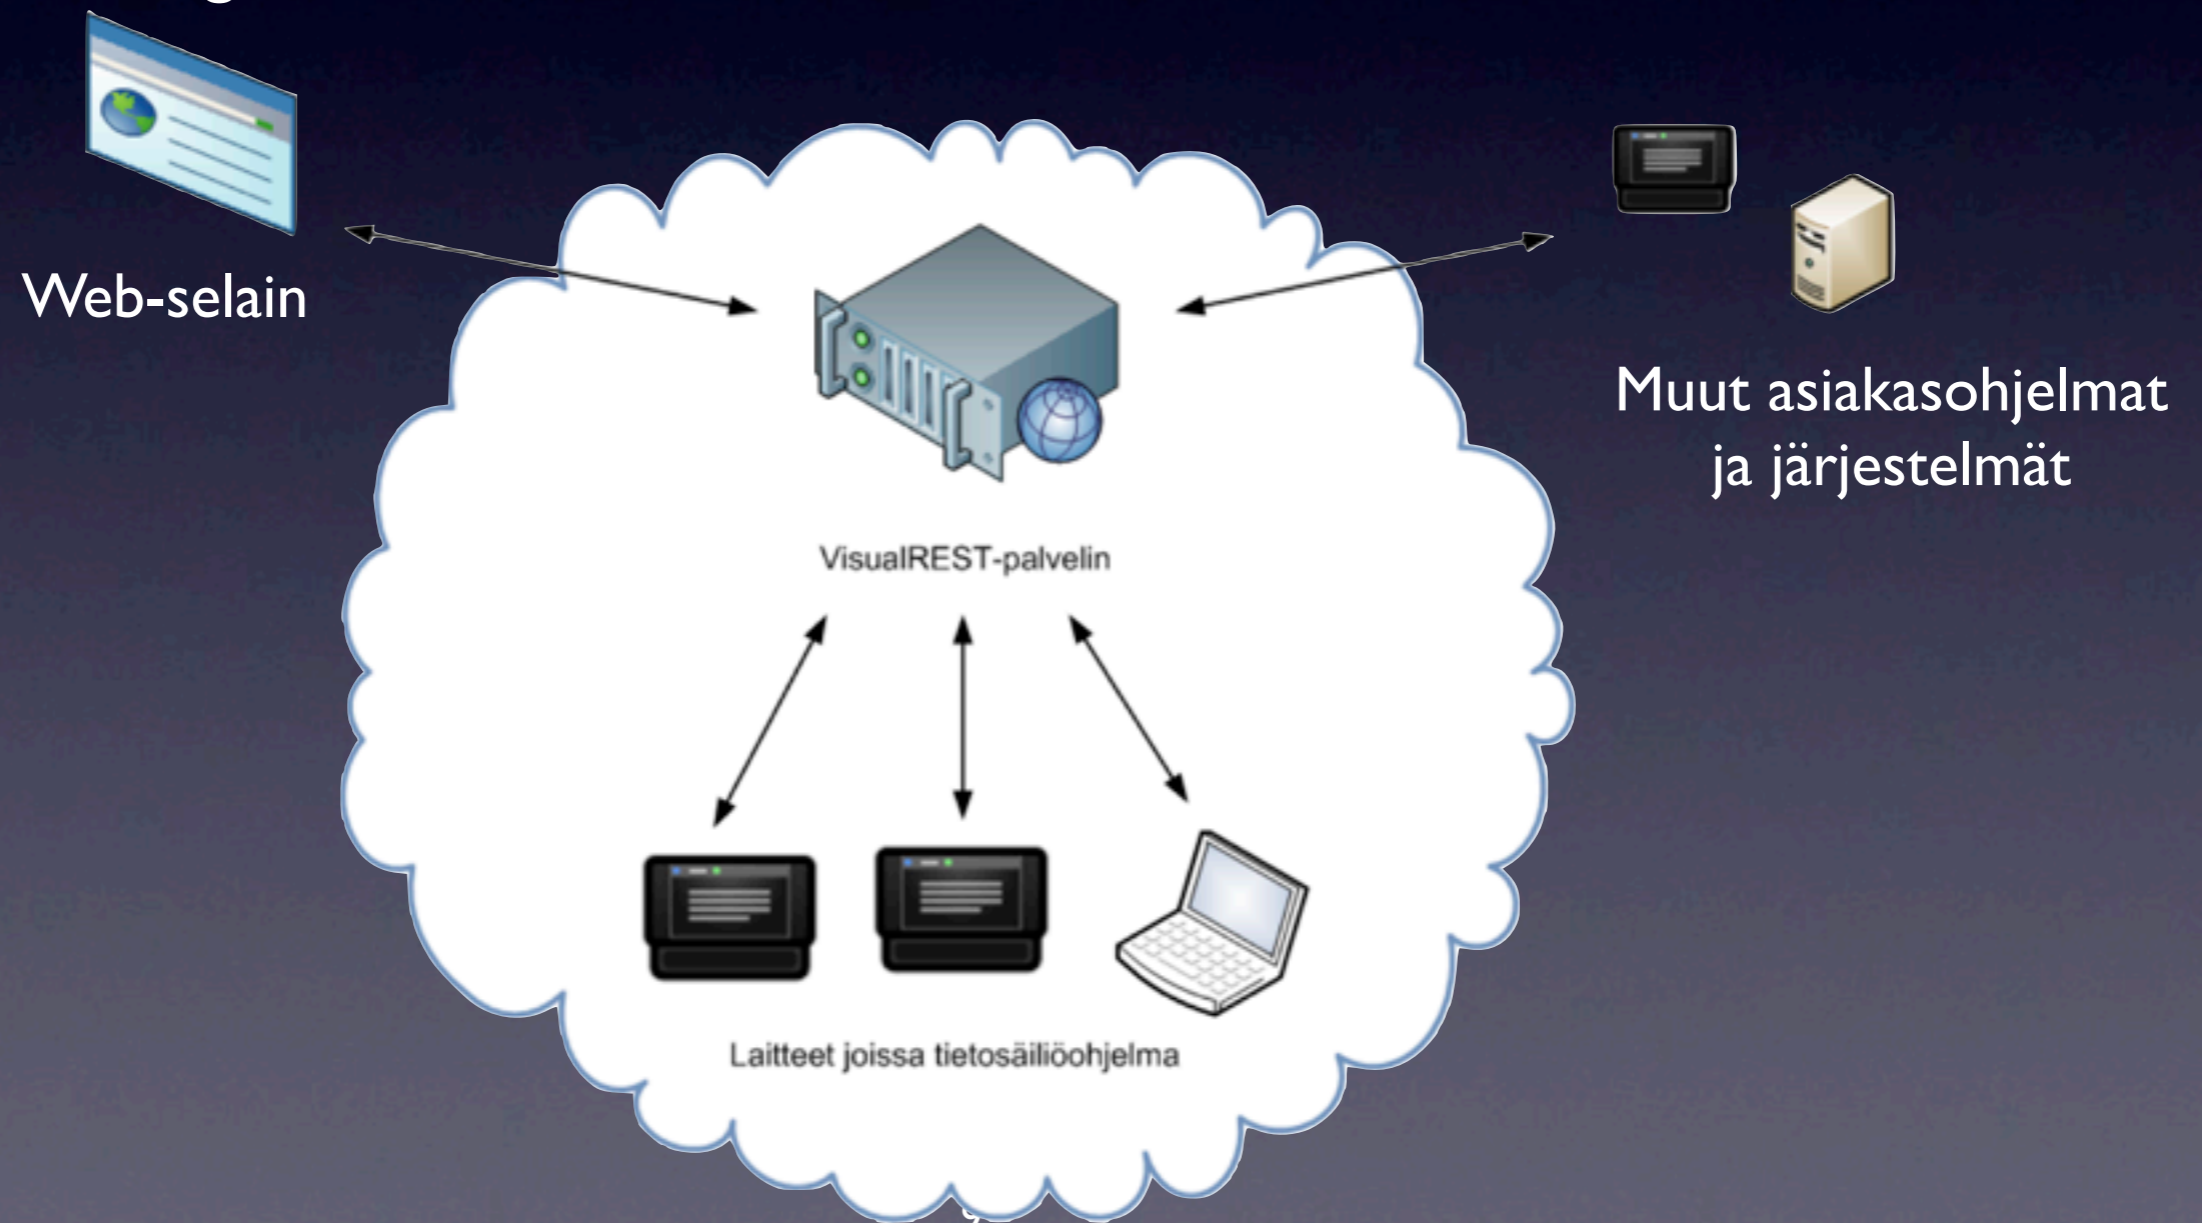 Web-selain
Muut asiakasohjelmat
ja järjestelmät
VisualREST-palvelin
Laitteet joissa tietosäiliöohjelma